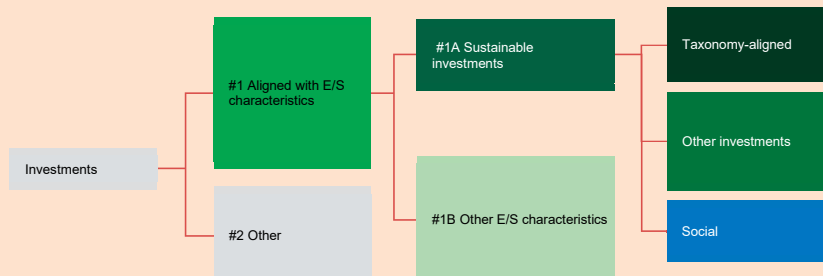 Investments
#1 Aligned with E/S
characteristics
#2 Other
#1A Sustainable
investments
#1B Other E/S characteristics
Taxonomy-aligned
Other investments
Social